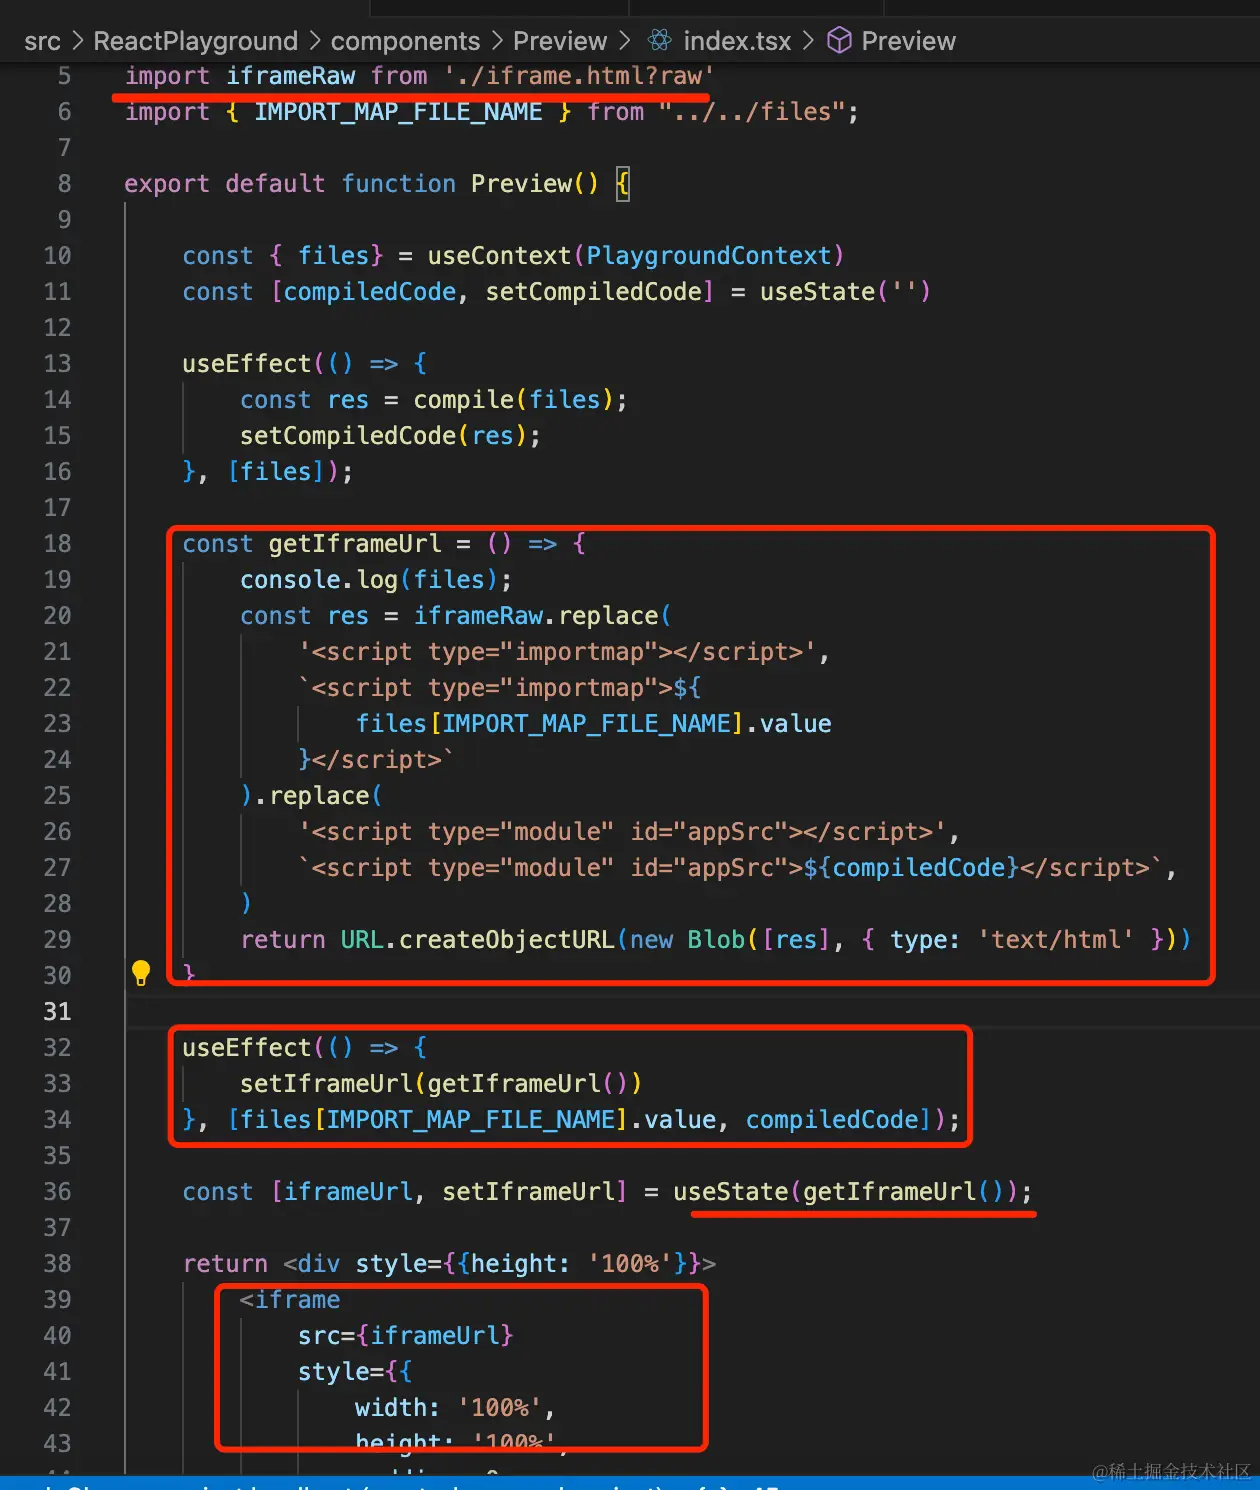 src > ReactPlayground > components > Preview > index.tsx > Preview
5 import iframeRaw from './iframe.html?raw'
6 import { IMPORT_MAP_FILE_NAME } from "../../files";
7
8 export default function Preview() {
9
10 const { files} = useContext(PlaygroundContext)
11 const [compiledCode, setCompiledCode] = useState('')
12
13 useEffect(() => {
14 const res = compile(files);
15 setCompiledCode(res);
16 }, [files]);
17
18 const getIframeUrl = () => {
19 console.log(files);
20 const res = iframeRaw.replace(
21 '<script type="importmap"></script>',
22 `<script type="importmap">${
23 files[IMPORT_MAP_FILE_NAME].value
24 }</script>`
25 ).replace(
26 '<script type="module" id="appSrc"></script>',
27 `<script type="module" id="appSrc">${compiledCode}</script>`,
28 )
29 return URL.createObjectURL(new Blob([res], { type: 'text/html' }))
30 }
31
32 useEffect(() => {
33 setIframeUrl(getIframeUrl())
34 }, [files[IMPORT_MAP_FILE_NAME].value, compiledCode]);
35
36 const [iframeUrl, setIframeUrl] = useState(getIframeUrl());
37
38 return <div style={{height: '100%'}}>
39 <iframe
40 src={iframeUrl}
41 style={{
42 width: '100%',
43 height: '100%',
@稀土掘金技术社区